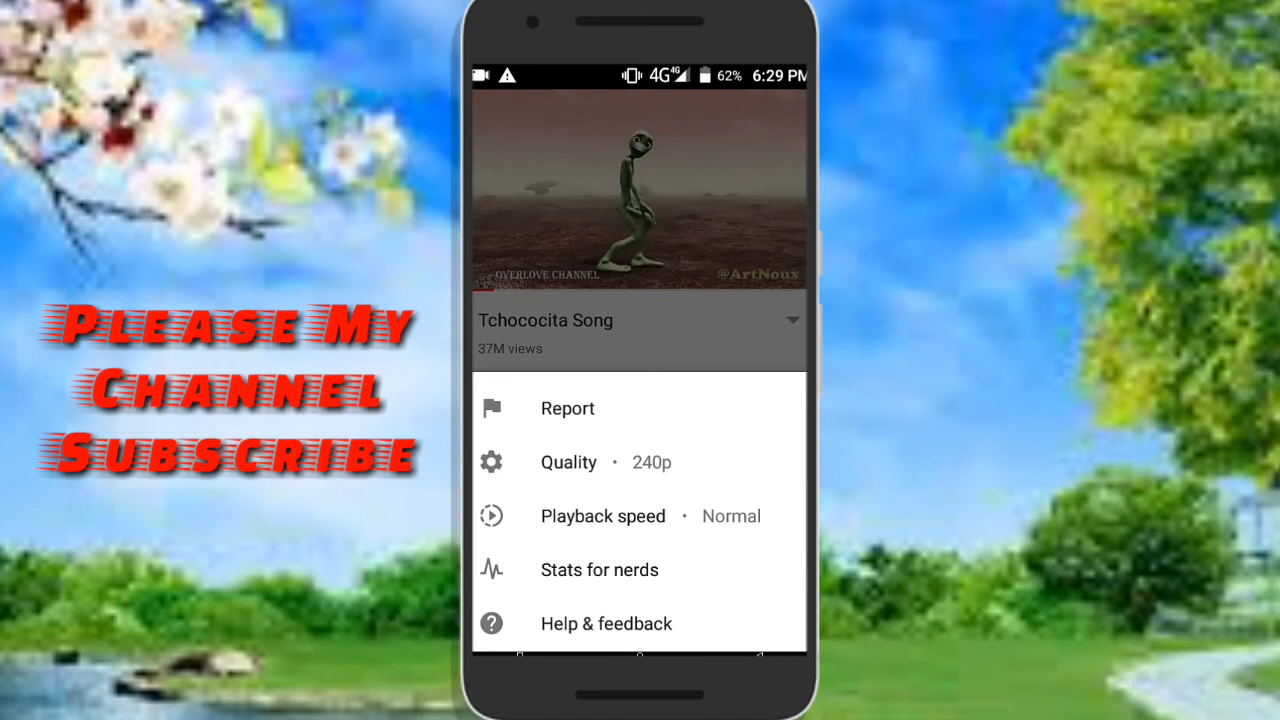 4G 4G 62% 6:29 PM
OVERLOVE CHANNEL
@ArtNoux
Tchococita Song
37M views
Please My
Channel
Subscribe
Report
Quality · 240p
Playback speed · Normal
Stats for nerds
Help & feedback